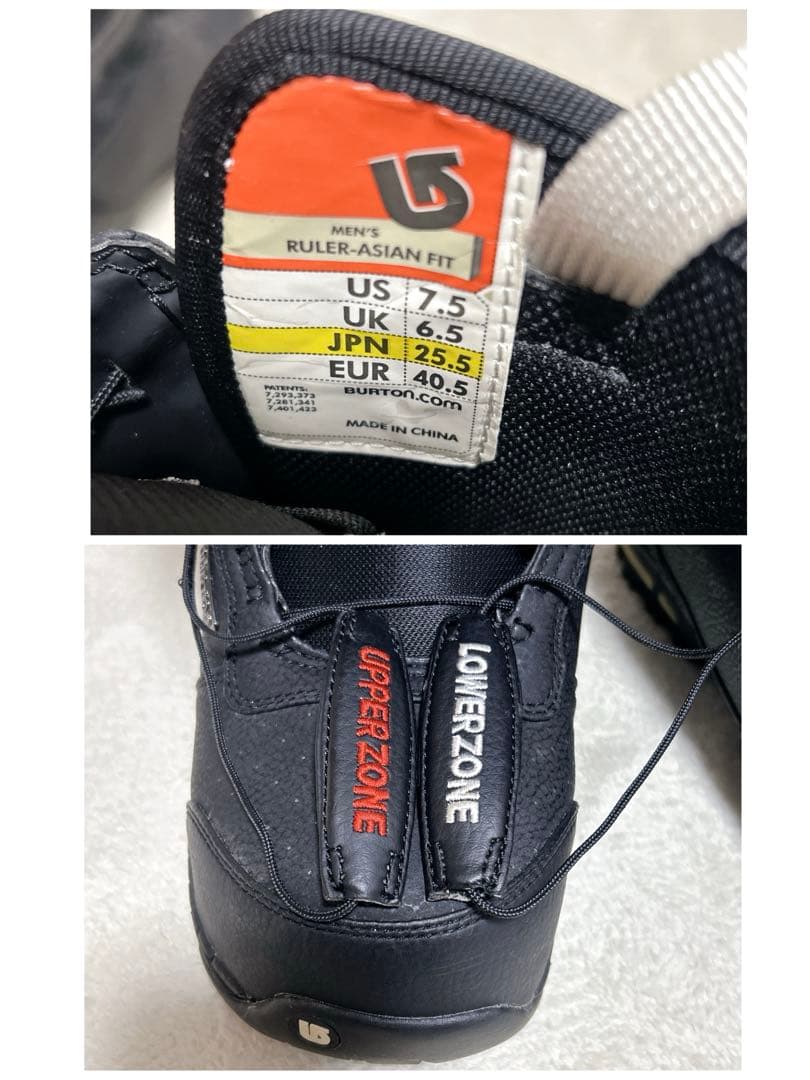 MEN'S
RULER-ASIAN FIT
US 7.5
UK 6.5
JPN 25.5
EUR 40.5
PATENTS:
7,293,373
7,281,341
7,401,423
BURTON.COM
MADE IN CHINA
UPPER ZONE
LOWER ZONE